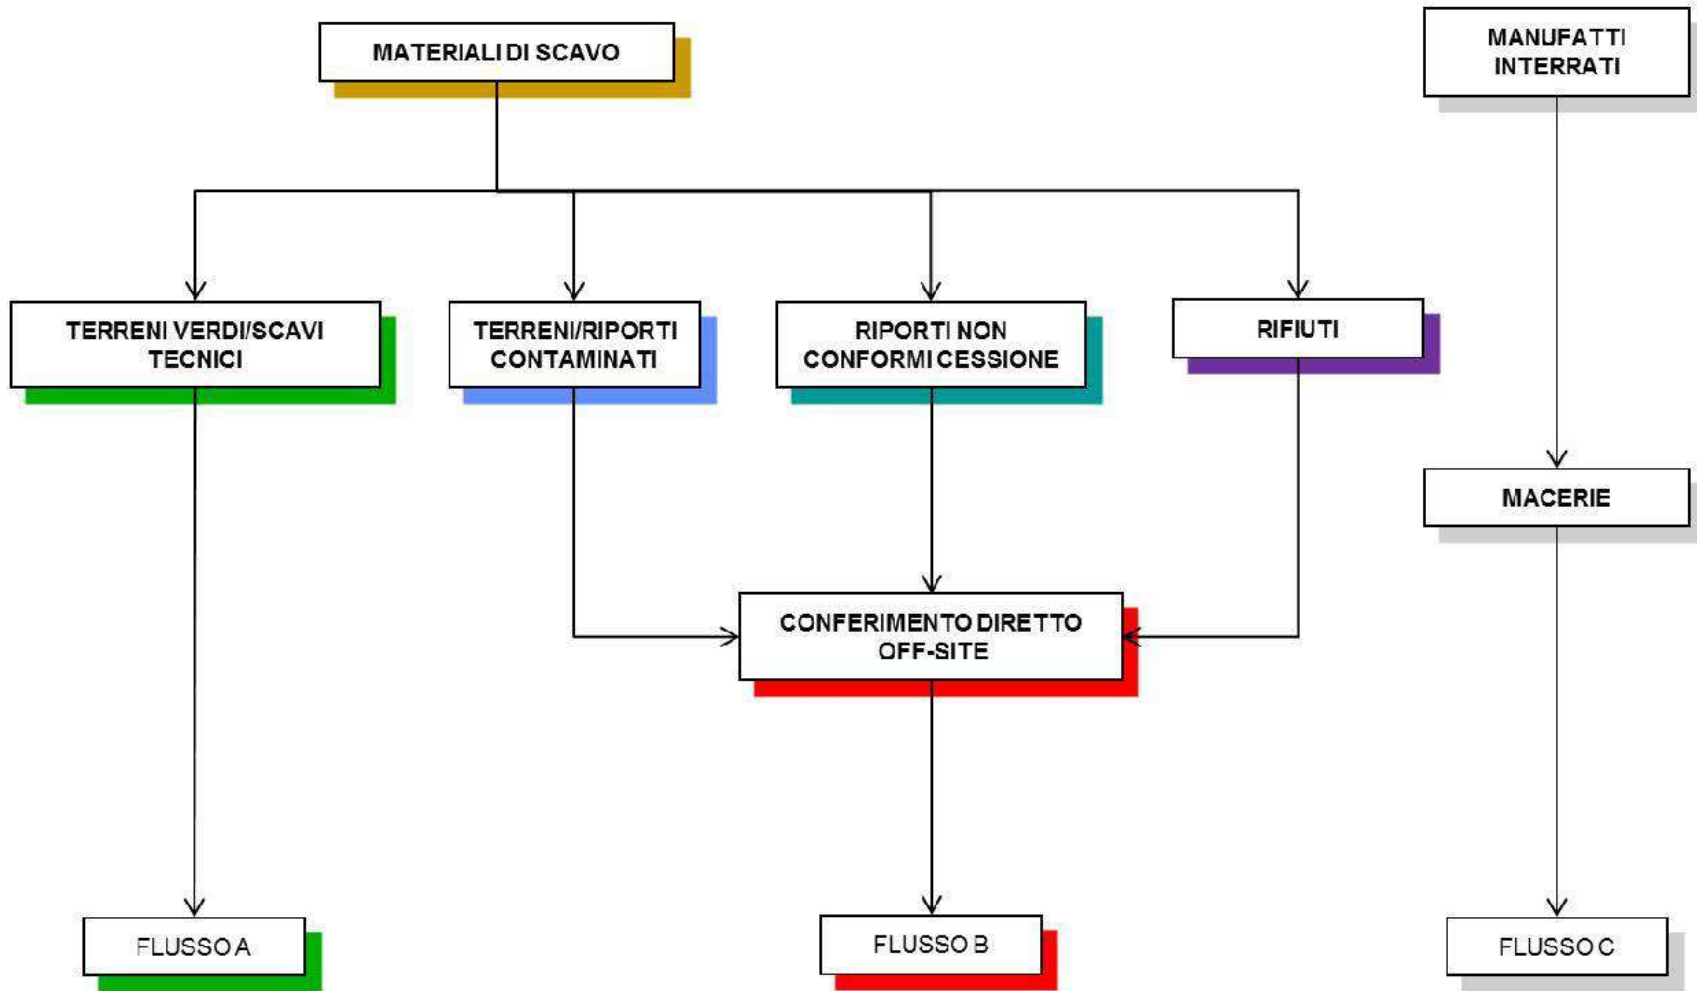 MATERIALI DI SCAVO
MANUFATTI
INTERRATI
TERRENI VERDI/SCAVI
TECNICI
TERRENI/RIPORTI
CONTAMINATI
RIPORTI NON
CONFORMI CESSIONE
RIFIUTI
MACERIE
CONFERIMENTO DIRETTO
OFF-SITE
FLUSSO A
FLUSSO B
FLUSSO C